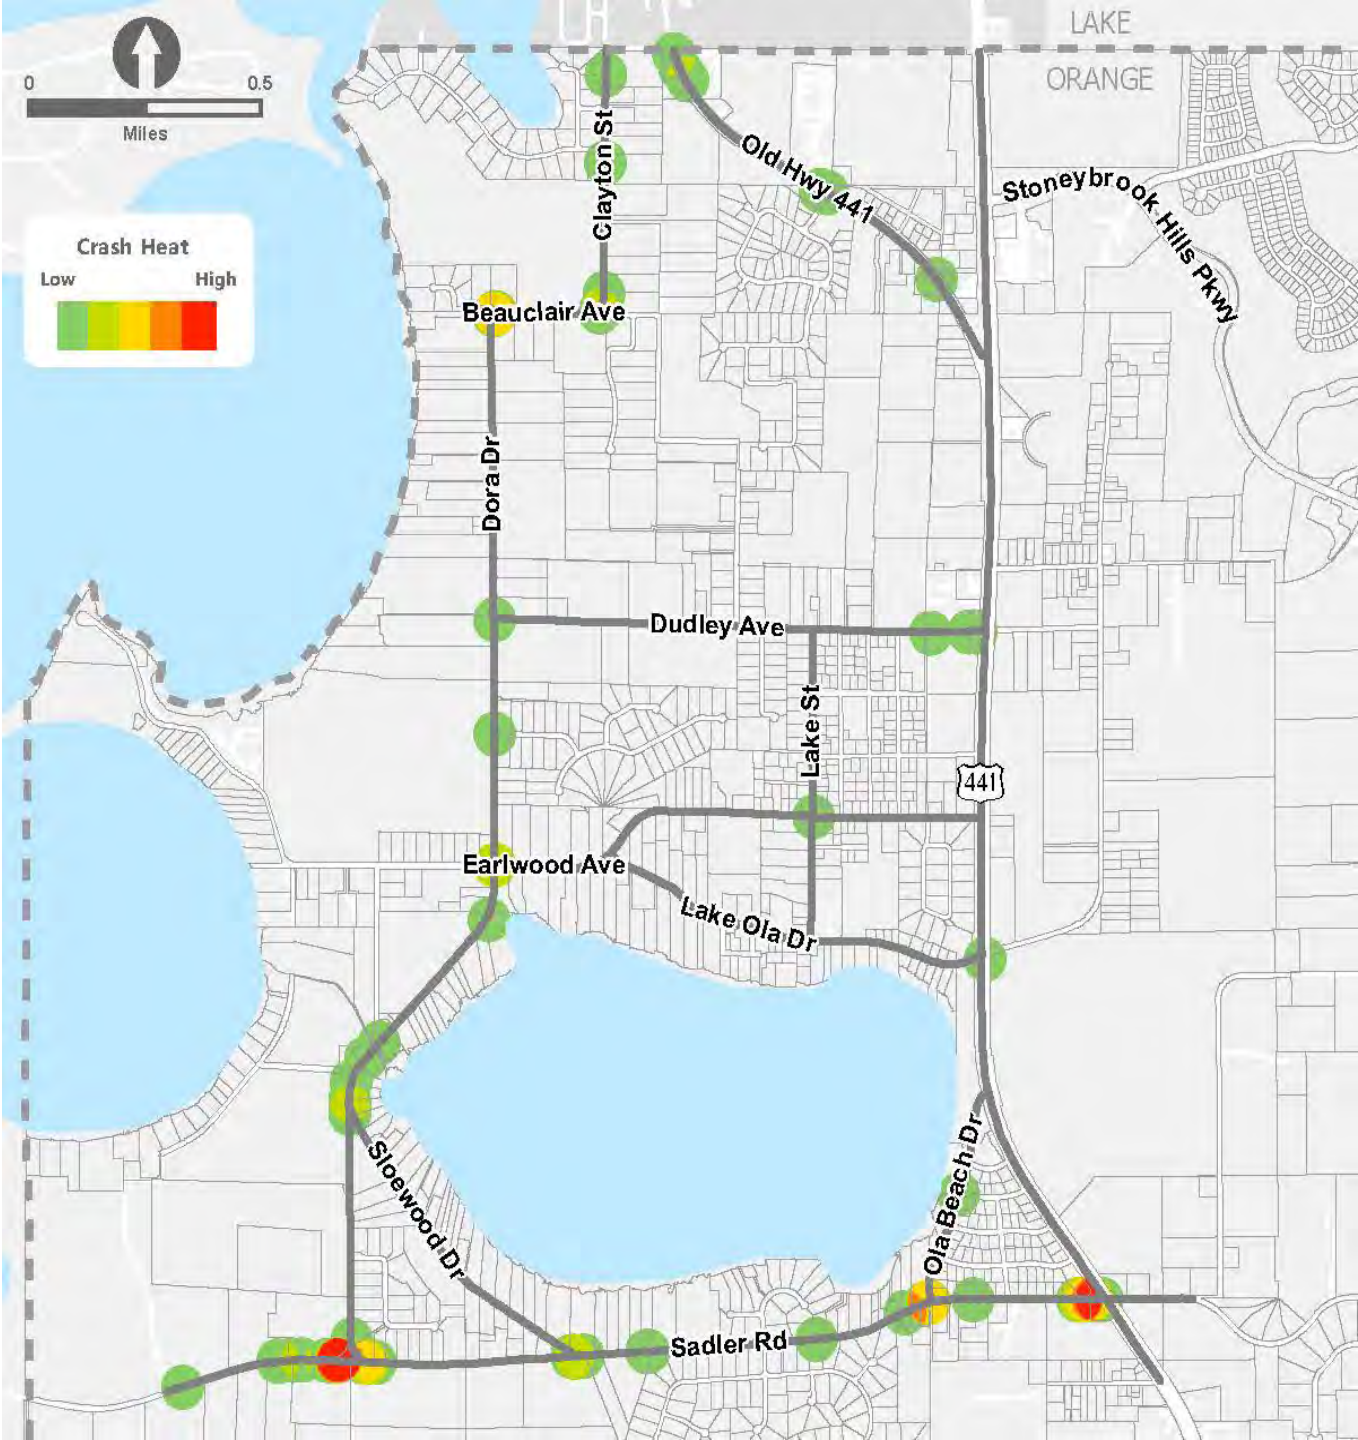 LAKE
ORANGE
0 0.5
Miles
Clayton St
Old Hwy 441
Stoneybrook Hills Pkwy
Crash Heat
Low High
Beauclair Ave
Dora Dr
Dudley Ave
Lake St
441
Earlwood Ave
Lake Ola Dr
Sloewood Dr
Ola Beach Dr
Sadler Rd